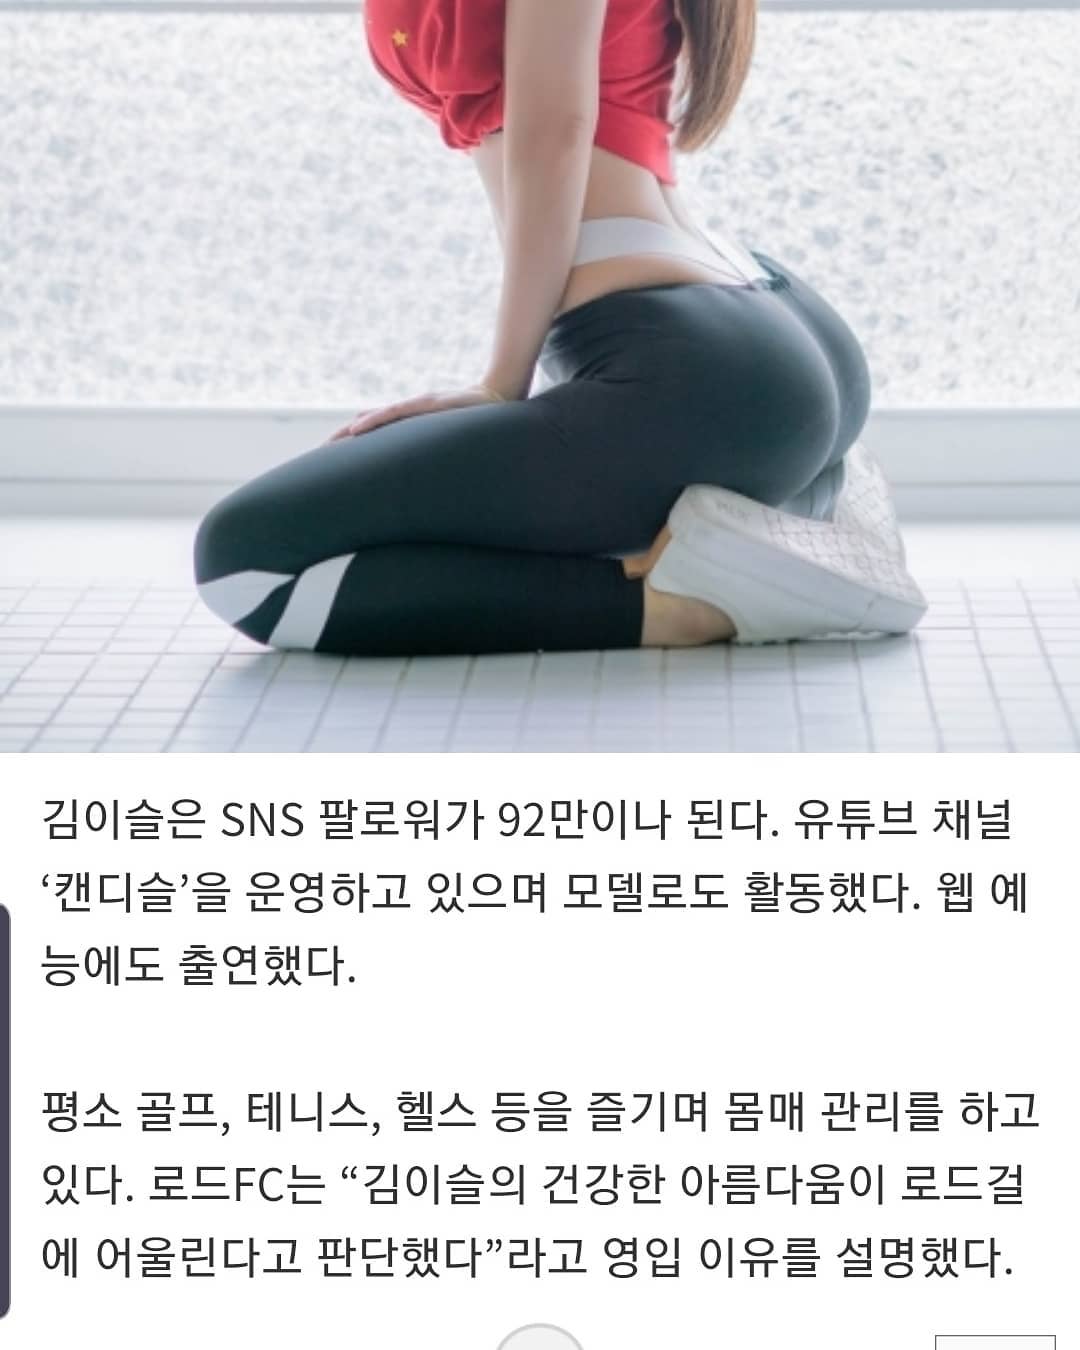 김이슬은 SNS 팔로워가 92만이나 된다. 유튜브 채널
‘캔디슬’을 운영하고 있으며 모델로도 활동했다. 웹 예
능에도 출연했다.
평소 골프, 테니스, 헬스 등을 즐기며 몸매 관리를 하고
있다. 로드FC는 “김이슬의 건강한 아름다움이 로드걸
에 어울린다고 판단했다”라고 영입 이유를 설명했다.